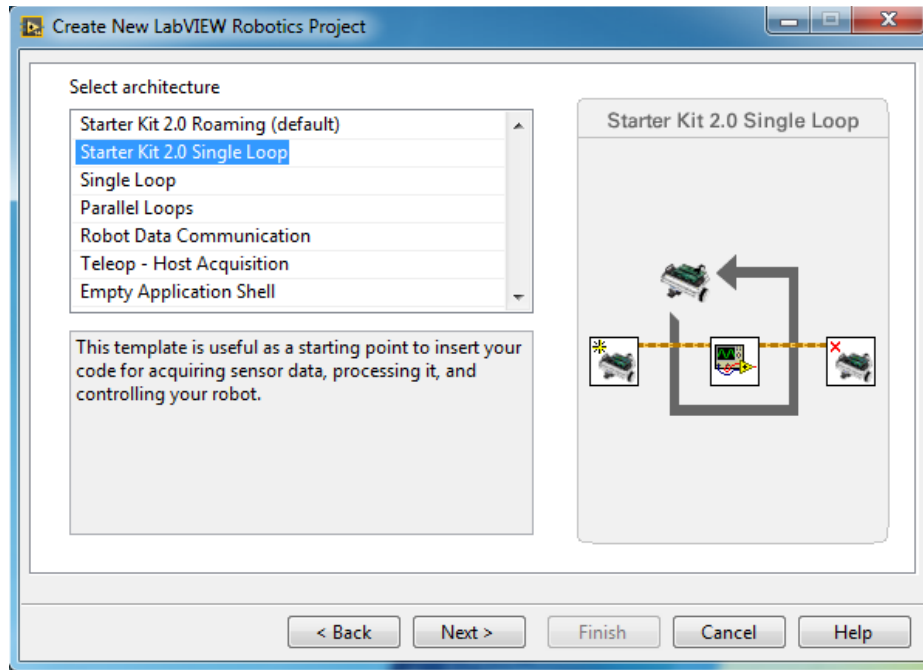 Create New LabVIEW Robotics Project
Select architecture
Starter Kit 2.0 Roaming (default)
Starter Kit 2.0 Single Loop
Single Loop
Parallel Loops
Robot Data Communication
Teleop - Host Acquisition
Empty Application Shell
This template is useful as a starting point to insert your
code for acquiring sensor data, processing it, and
controlling your robot.
Starter Kit 2.0 Single Loop
< Back
Next >
Finish
Cancel
Help